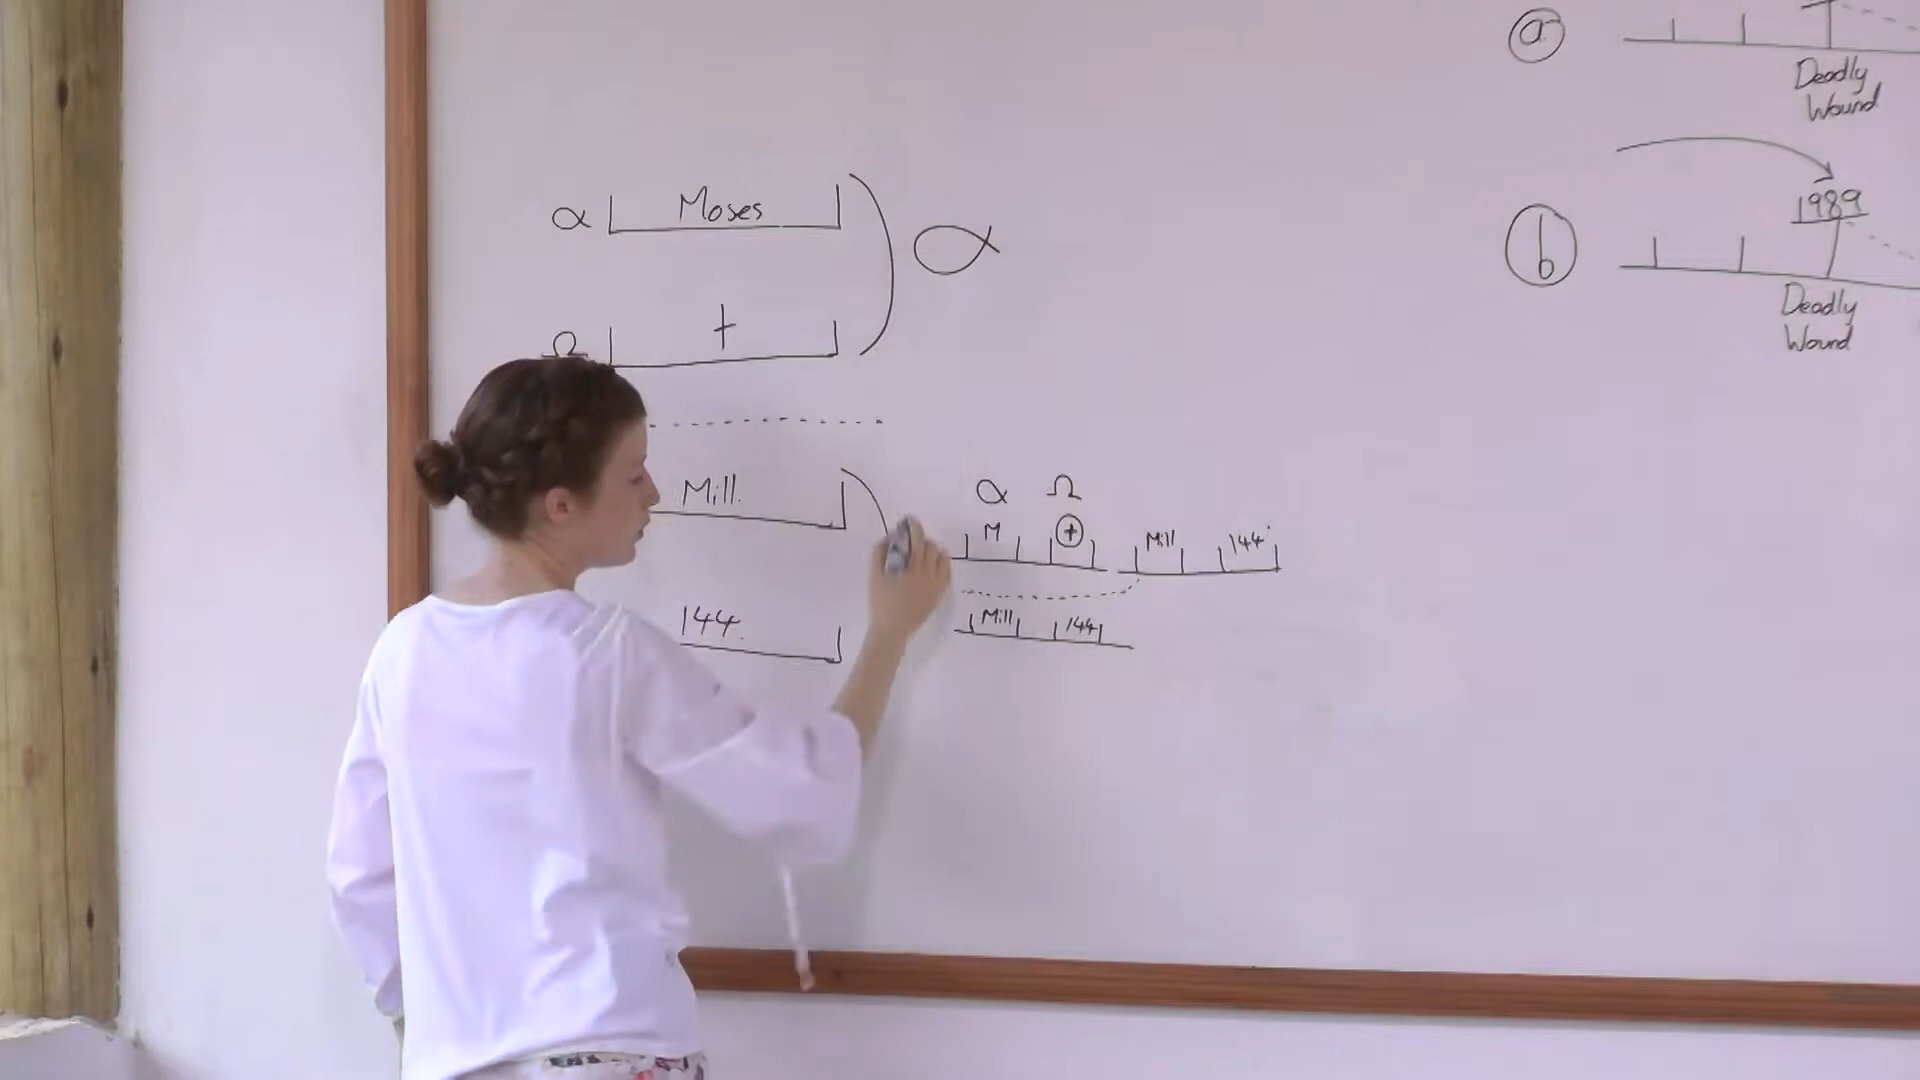 α Moses
α
Ω +
Mill.
144.
α Ω
M + Mill 144
Mill 144
a
Deadly
Wound
b
1989
Deadly
Wound